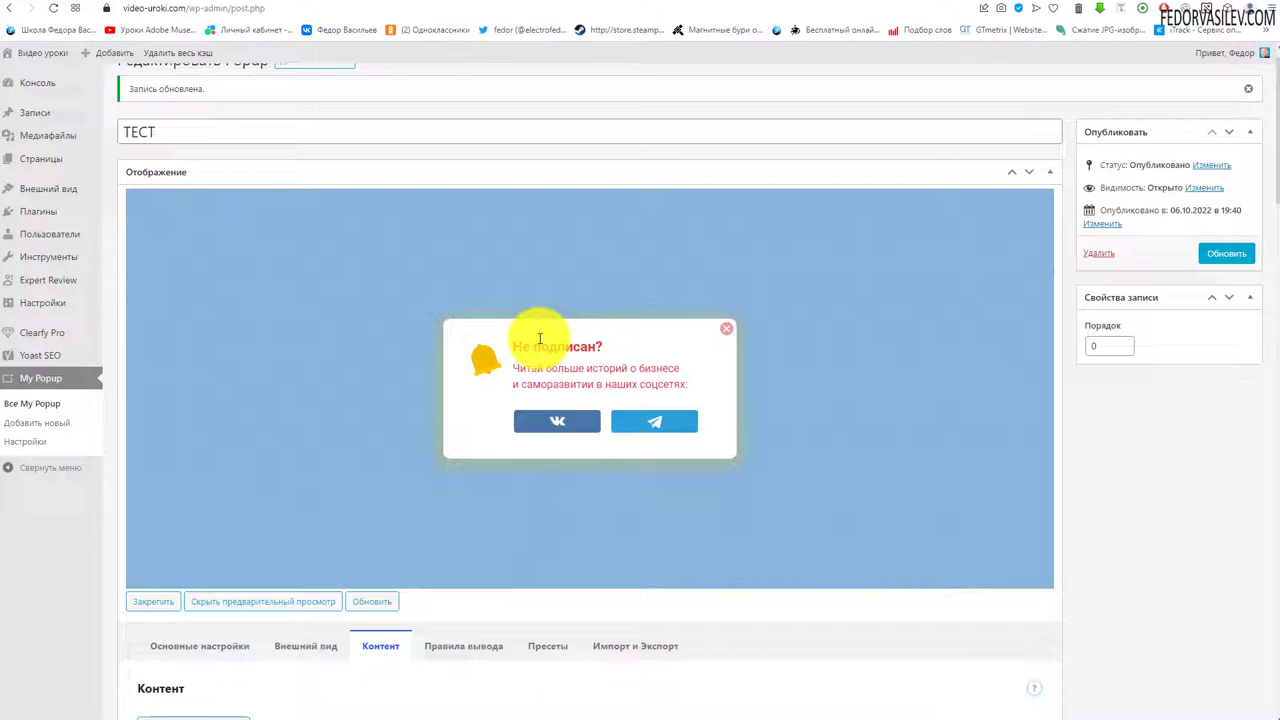 video-uroki.com/wp-admin/post.php
FEDORVASILEV.COM
Школа Федора Вас...
Уроки Adobe Muse...
Личный кабинет -...
Федор Васильев
(2) Одноклассники
fedor (@electrofed...
http://store.steamp...
Магнитные бури о...
Бесплатный онлай...
Подбор слов
GTmetrix | Website...
Сжатие JPG-изобр...
iTrack - Сервис оп...
Видео уроки
Добавить
Удалить весь кэш
Привет, Федор
Редактировать Popup
Запись обновлена.
Консоль
Записи
Медиафайлы
Страницы
Внешний вид
Плагины
Пользователи
Инструменты
Expert Review
Настройки
Clearfy Pro
Yoast SEO
My Popup
Все My Popup
Добавить новый
Настройки
Свернуть меню
ТЕСТ
Отображение
Не подписан?
Читай больше историй о бизнесе
и саморазвитии в наших соцсетях:
Закрепить
Скрыть предварительный просмотр
Обновить
Основные настройки
Внешний вид
Контент
Правила вывода
Пресеты
Импорт и Экспорт
Контент
?
Опубликовать
Статус: Опубликовано Изменить
Видимость: Открыто Изменить
Опубликовано в: 06.10.2022 в 19:40
Изменить
Удалить
Обновить
Свойства записи
Порядок
0